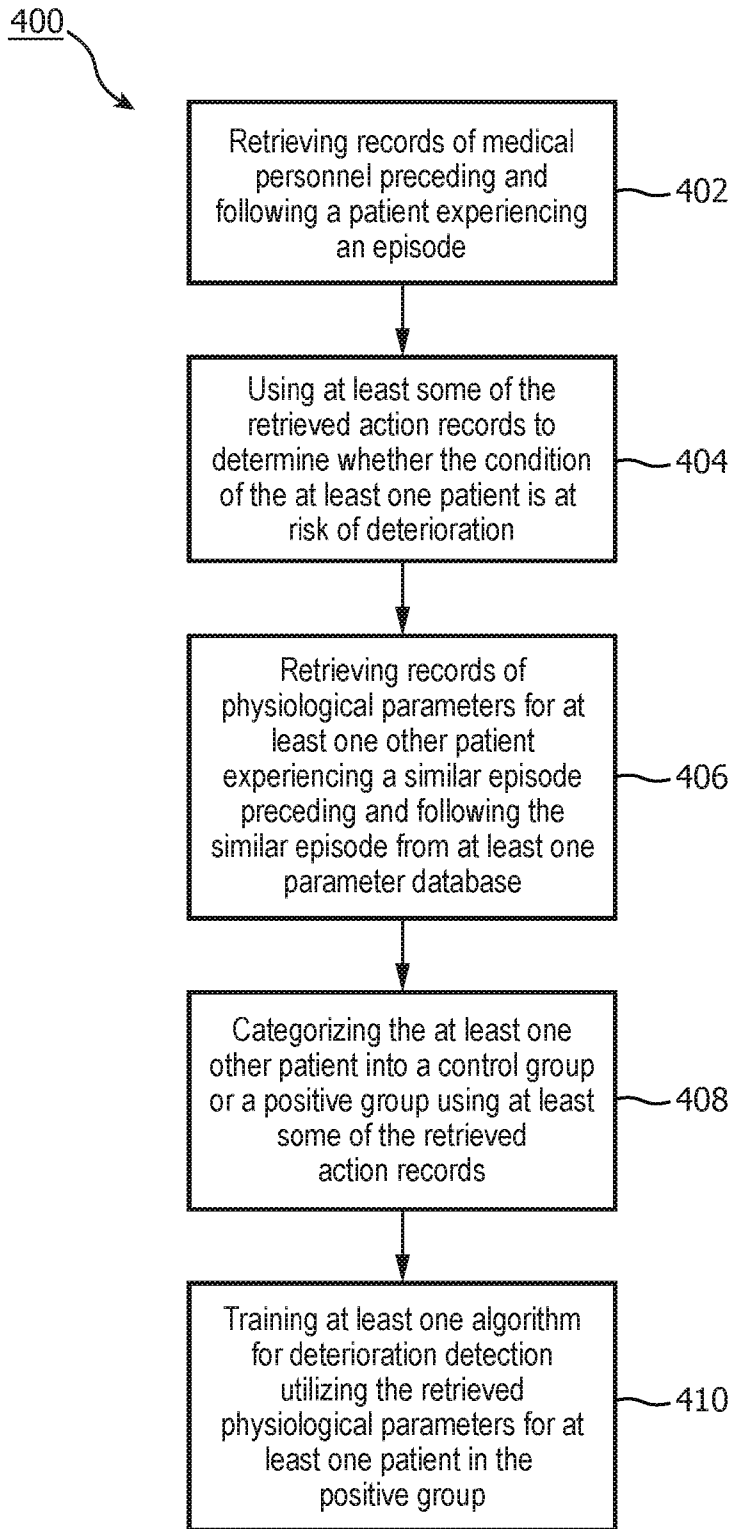 400
Retrieving records of medical
personnel preceding and
following a patient experiencing
an episode
402
Using at least some of the
retrieved action records to
determine whether the condition
of the at least one patient is at
risk of deterioration
404
Retrieving records of
physiological parameters for at
least one other patient
experiencing a similar episode
preceding and following the
similar episode from at least one
parameter database
406
Categorizing the at least one
other patient into a control group
or a positive group using at least
some of the retrieved
action records
408
Training at least one algorithm
for deterioration detection
utilizing the retrieved
physiological parameters for at
least one patient in the
positive group
410